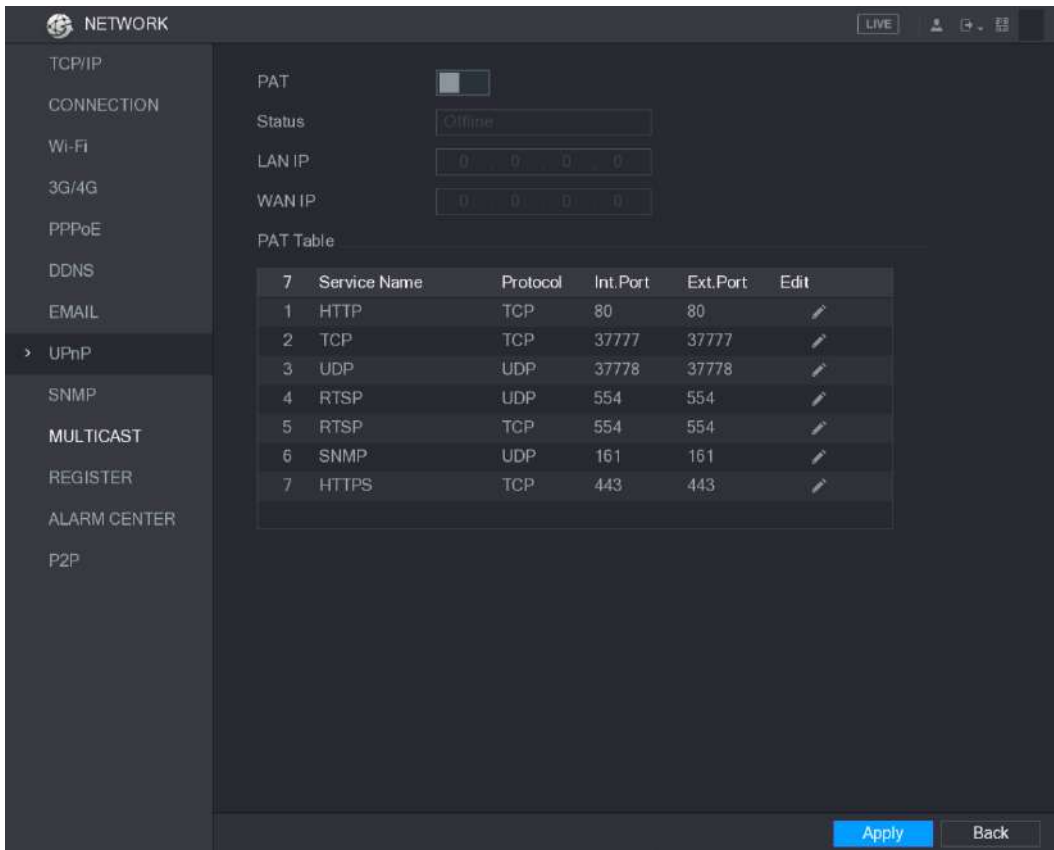 NETWORK
LIVE
TCP/IP
CONNECTION
Wi-Fi
3G/4G
PPPoE
DDNS
EMAIL
UPnP
SNMP
MULTICAST
REGISTER
ALARM CENTER
P2P
PAT
Status Offline
LAN IP 0 . 0 . 0 . 0
WAN IP 0 . 0 . 0 . 0
PAT Table
7 Service Name Protocol Int.Port Ext.Port Edit
1 HTTP TCP 80 80
2 TCP TCP 37777 37777
3 UDP UDP 37778 37778
4 RTSP UDP 554 554
5 RTSP TCP 554 554
6 SNMP UDP 161 161
7 HTTPS TCP 443 443
Apply Back